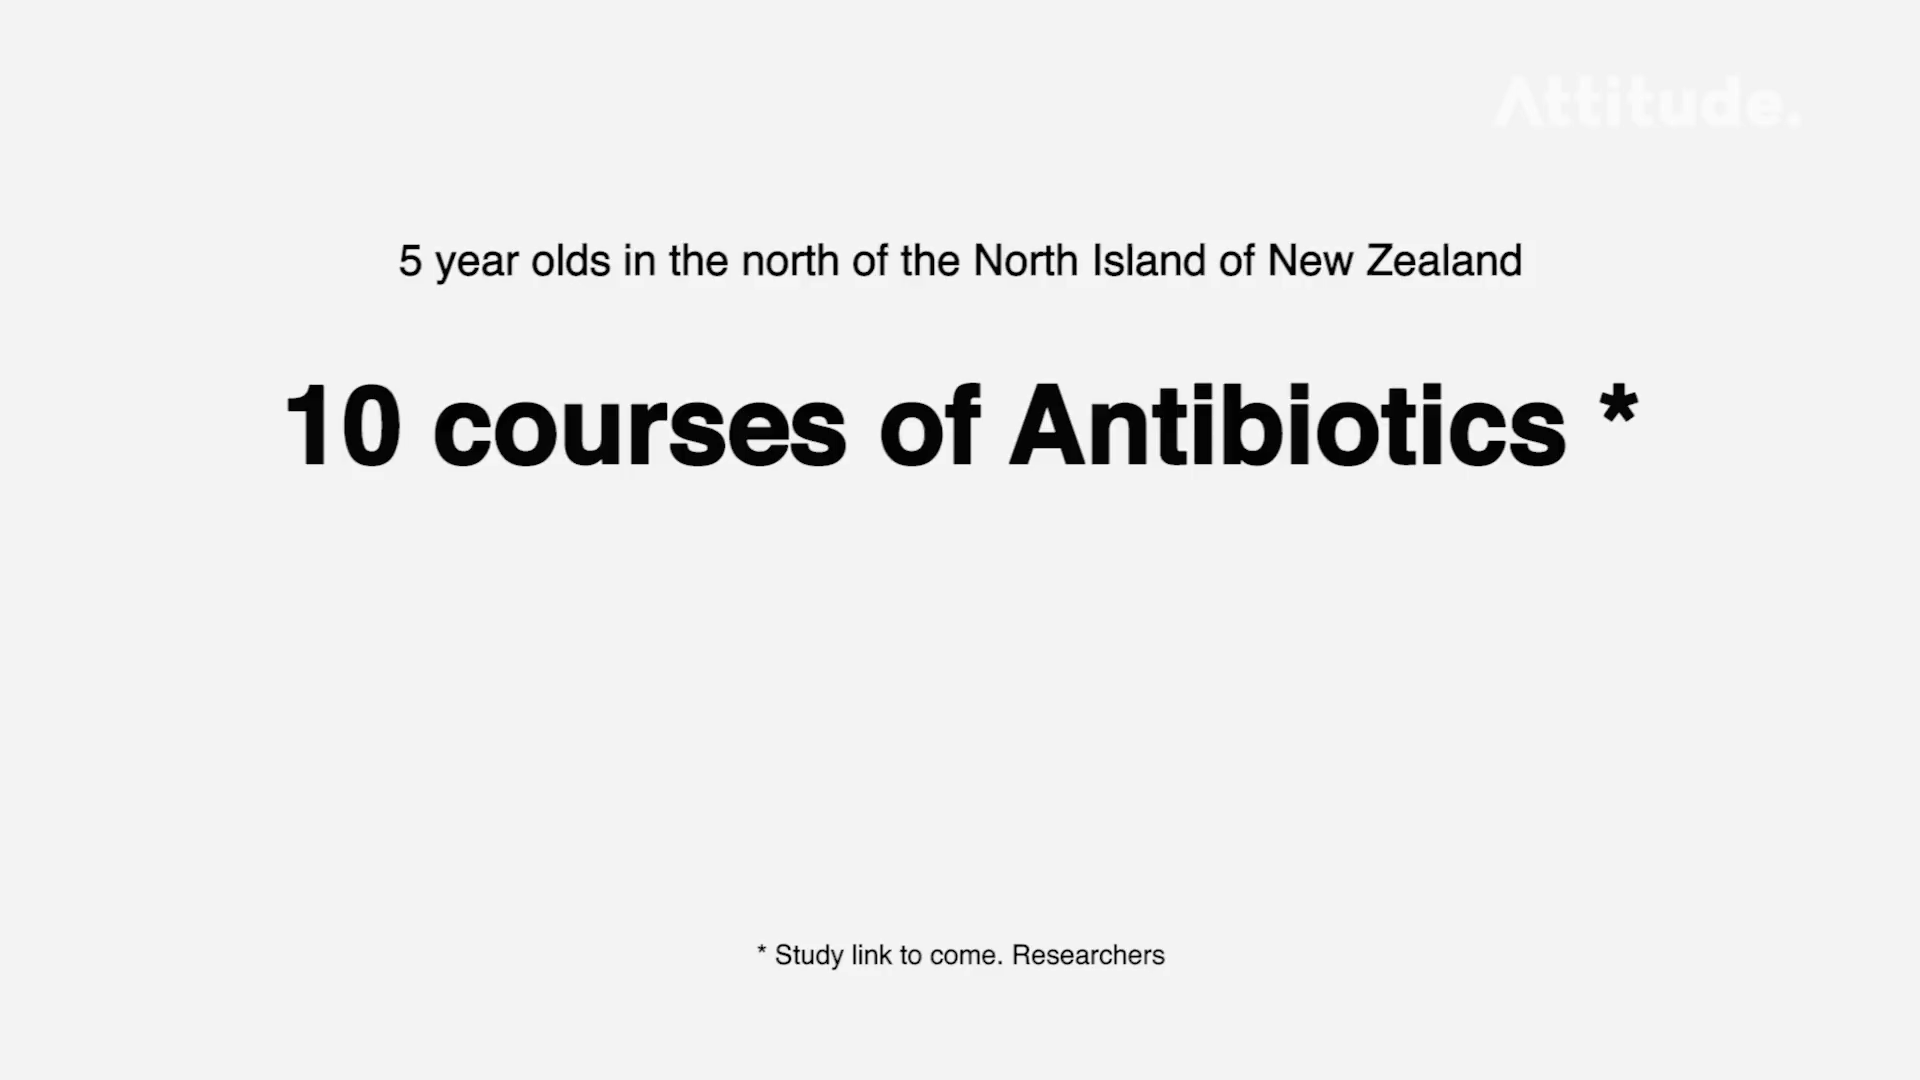 Attitude.
5 year olds in the north of the North Island of New Zealand
10 courses of Antibiotics *
* Study link to come. Researchers